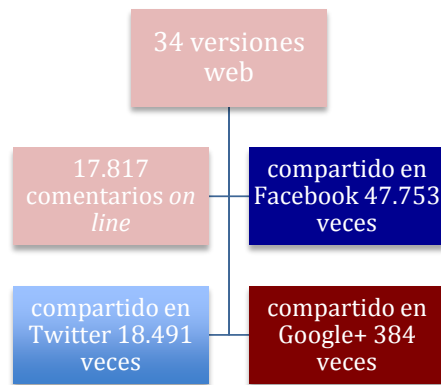 34 versiones
web
17.817
comentarios on
line
compartido en
Facebook 47.753
veces
compartido en
Twitter 18.491
veces
compartido en
Google+ 384
veces